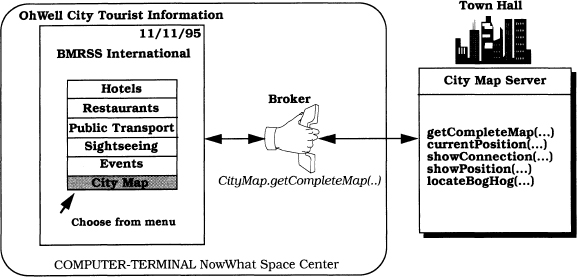 OhWell City Tourist Information
11/11/95
BMRSS International
Hotels
Restaurants
Public Transport
Sightseeing
Events
City Map
Choose from menu
Broker
CityMap.getCompleteMap(..)
COMPUTER-TERMINAL NowWhat Space Center
Town Hall
City Map Server
getCompleteMap(...)
currentPosition(...)
showConnection(...)
showPosition(...)
locateBogHog(...)